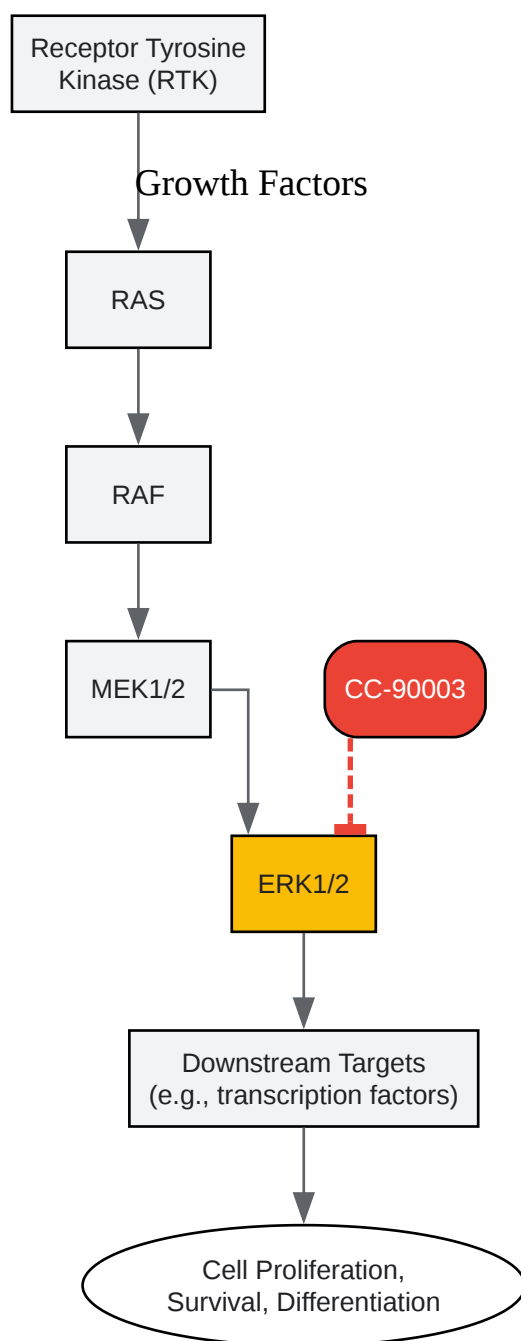 Receptor Tyrosine
Kinase (RTK)
Growth Factors
RAS
RAF
MEK1/2
CC-90003
ERK1/2
Downstream Targets
(e.g., transcription factors)
Cell Proliferation,
Survival, Differentiation